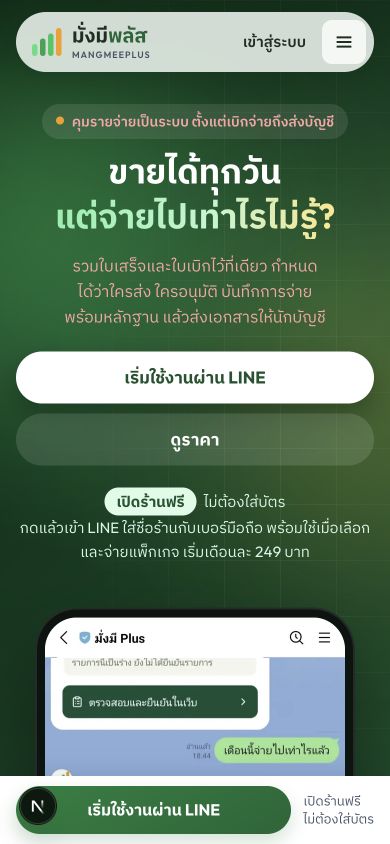 มั่งมีพลัส
MANGMEEPLUS
เข้าสู่ระบบ
คุมรายจ่ายเป็นระบบ ตั้งแต่เบิกจ่ายถึงส่งบัญชี
ขายได้ทุกวัน
แต่จ่ายไปเท่าไรไม่รู้?
รวมใบเสร็จและใบเบิกไว้ที่เดียว กำหนด
ได้ว่าใครส่ง ใครอนุมัติ บันทึกการจ่าย
พร้อมหลักฐาน แล้วส่งเอกสารให้นักบัญชี
เริ่มใช้งานผ่าน LINE
ดูราคา
เปิดร้านฟรี ไม่ต้องใส่บัตร
กดแล้วเข้า LINE ใส่ชื่อร้านกับเบอร์มือถือ พร้อมใช้เมื่อเลือก
และจ่ายแพ็กเกจ เริ่มเดือนละ 249 บาท
มั่งมี Plus
รายการนี้เป็นร่าง ยังไม่ได้ยืนยันรายการ
ตรวจสอบและยืนยันในเว็บ
อ่านแล้ว
18.44
เดือนนี้จ่ายไปเท่าไรแล้ว
N
เริ่มใช้งานผ่าน LINE
เปิดร้านฟรี
ไม่ต้องใส่บัตร